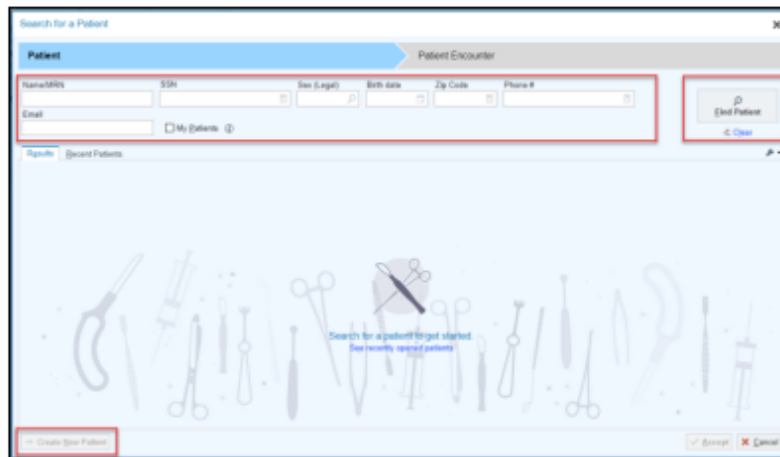 Search for a Patient
Patient
Patient Encounter
Name/MRN SSN Sex (Legal) Birth date Zip Code Phone #
Find Patient
Email
My Patients
Clear
Results Recent Patients
Search for a patient to get started.
See recently opened patients
Create New Patient
Accept Cancel